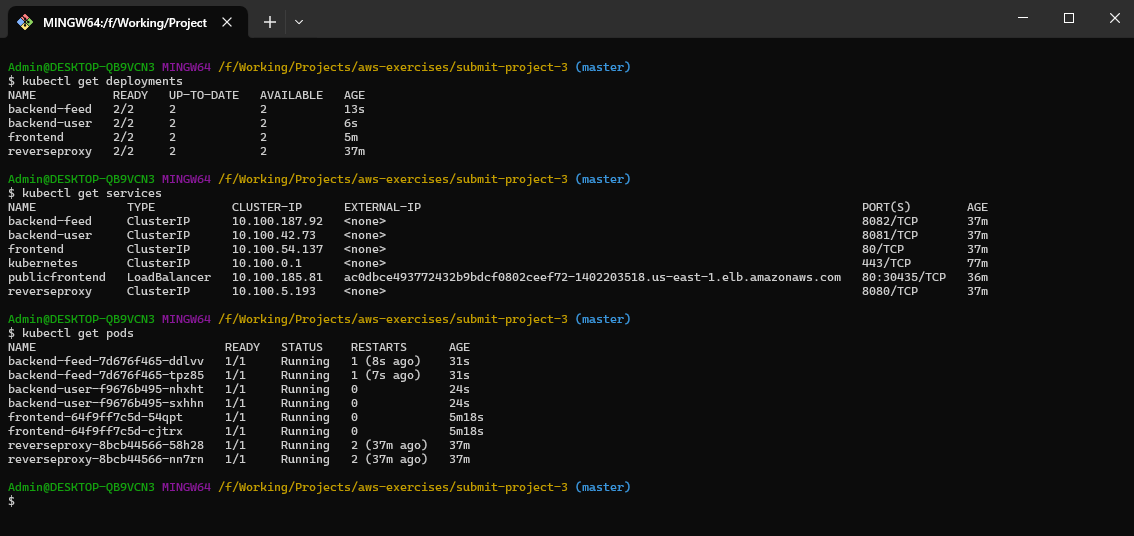 MINGW64:/f/Working/Project
Admin@DESKTOP-QB9VCN3 MINGW64 /f/Working/Projects/aws-exercises/submit-project-3 (master)
$ kubectl get deployments
NAME           READY   UP-TO-DATE   AVAILABLE   AGE
backend-feed   2/2     2            2           13s
backend-user   2/2     2            2           6s
frontend       2/2     2            2           5m
reverseproxy   2/2     2            2           37m
Admin@DESKTOP-QB9VCN3 MINGW64 /f/Working/Projects/aws-exercises/submit-project-3 (master)
$ kubectl get services
NAME             TYPE           CLUSTER-IP      EXTERNAL-IP                                                               PORT(S)        AGE
backend-feed     ClusterIP      10.100.187.92   <none>                                                                    8082/TCP       37m
backend-user     ClusterIP      10.100.42.73    <none>                                                                    8081/TCP       37m
frontend         ClusterIP      10.100.54.137   <none>                                                                    80/TCP         37m
kubernetes       ClusterIP      10.100.0.1      <none>                                                                    443/TCP        77m
publicfrontend   LoadBalancer   10.100.185.81   ac0dbce493772432b9bdcf0802ceef72-1402203518.us-east-1.elb.amazonaws.com   80:30435/TCP   36m
reverseproxy     ClusterIP      10.100.5.193    <none>                                                                    8080/TCP       37m
Admin@DESKTOP-QB9VCN3 MINGW64 /f/Working/Projects/aws-exercises/submit-project-3 (master)
$ kubectl get pods
NAME                           READY   STATUS    RESTARTS      AGE
backend-feed-7d676f465-ddlvv   1/1     Running   1 (8s ago)    31s
backend-feed-7d676f465-tpz85   1/1     Running   1 (7s ago)    31s
backend-user-f9676b495-nhxht   1/1     Running   0             24s
backend-user-f9676b495-sxhhn   1/1     Running   0             24s
frontend-64f9ff7c5d-54qpt      1/1     Running   0             5m18s
frontend-64f9ff7c5d-cjtrx      1/1     Running   0             5m18s
reverseproxy-8bcb44566-58h28   1/1     Running   2 (37m ago)   37m
reverseproxy-8bcb44566-nn7rn   1/1     Running   2 (37m ago)   37m
Admin@DESKTOP-QB9VCN3 MINGW64 /f/Working/Projects/aws-exercises/submit-project-3 (master)
$